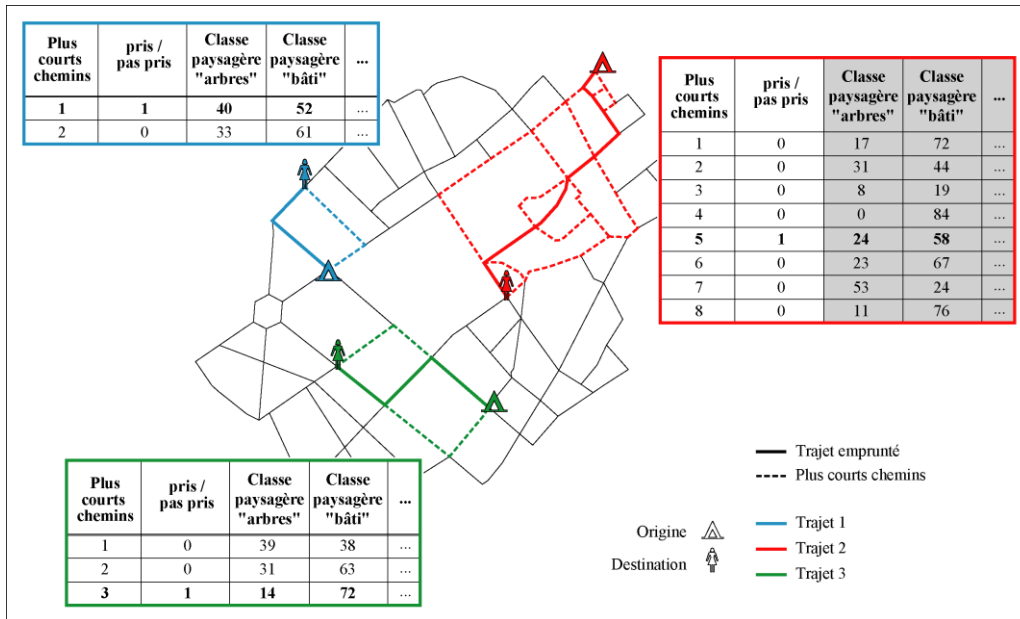 Plus courts chemins | pris / pas pris | Classe paysagère "arbres" | Classe paysagère "bâti" | ...
1 | 1 | 40 | 52 | ...
2 | 0 | 33 | 61 | ...
Plus courts chemins | pris / pas pris | Classe paysagère "arbres" | Classe paysagère "bâti" | ...
1 | 0 | 17 | 72 | ...
2 | 0 | 31 | 44 | ...
3 | 0 | 8 | 19 | ...
4 | 0 | 0 | 84 | ...
5 | 1 | 24 | 58 | ...
6 | 0 | 23 | 67 | ...
7 | 0 | 53 | 24 | ...
8 | 0 | 11 | 76 | ...
Plus courts chemins | pris / pas pris | Classe paysagère "arbres" | Classe paysagère "bâti" | ...
1 | 0 | 39 | 38 | ...
2 | 0 | 31 | 63 | ...
3 | 1 | 14 | 72 | ...
Trajet emprunté
Plus courts chemins
Origine
Destination
Trajet 1
Trajet 2
Trajet 3